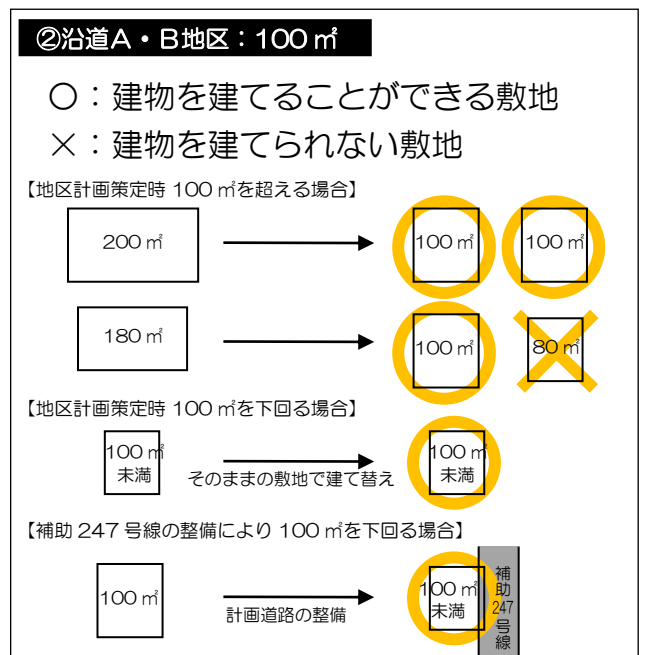 ②沿道A・B地区：100㎡
〇：建物を建てることができる敷地
×：建物を建てられない敷地
【地区計画策定時 100㎡を超える場合】
200㎡
100㎡
100㎡
180㎡
100㎡
80㎡
【地区計画策定時 100㎡を下回る場合】
100㎡
未満
そのままの敷地で建て替え
100㎡
未満
【補助247号線の整備により100㎡を下回る場合】
100㎡
計画道路の整備
100㎡
未満
補助247号線